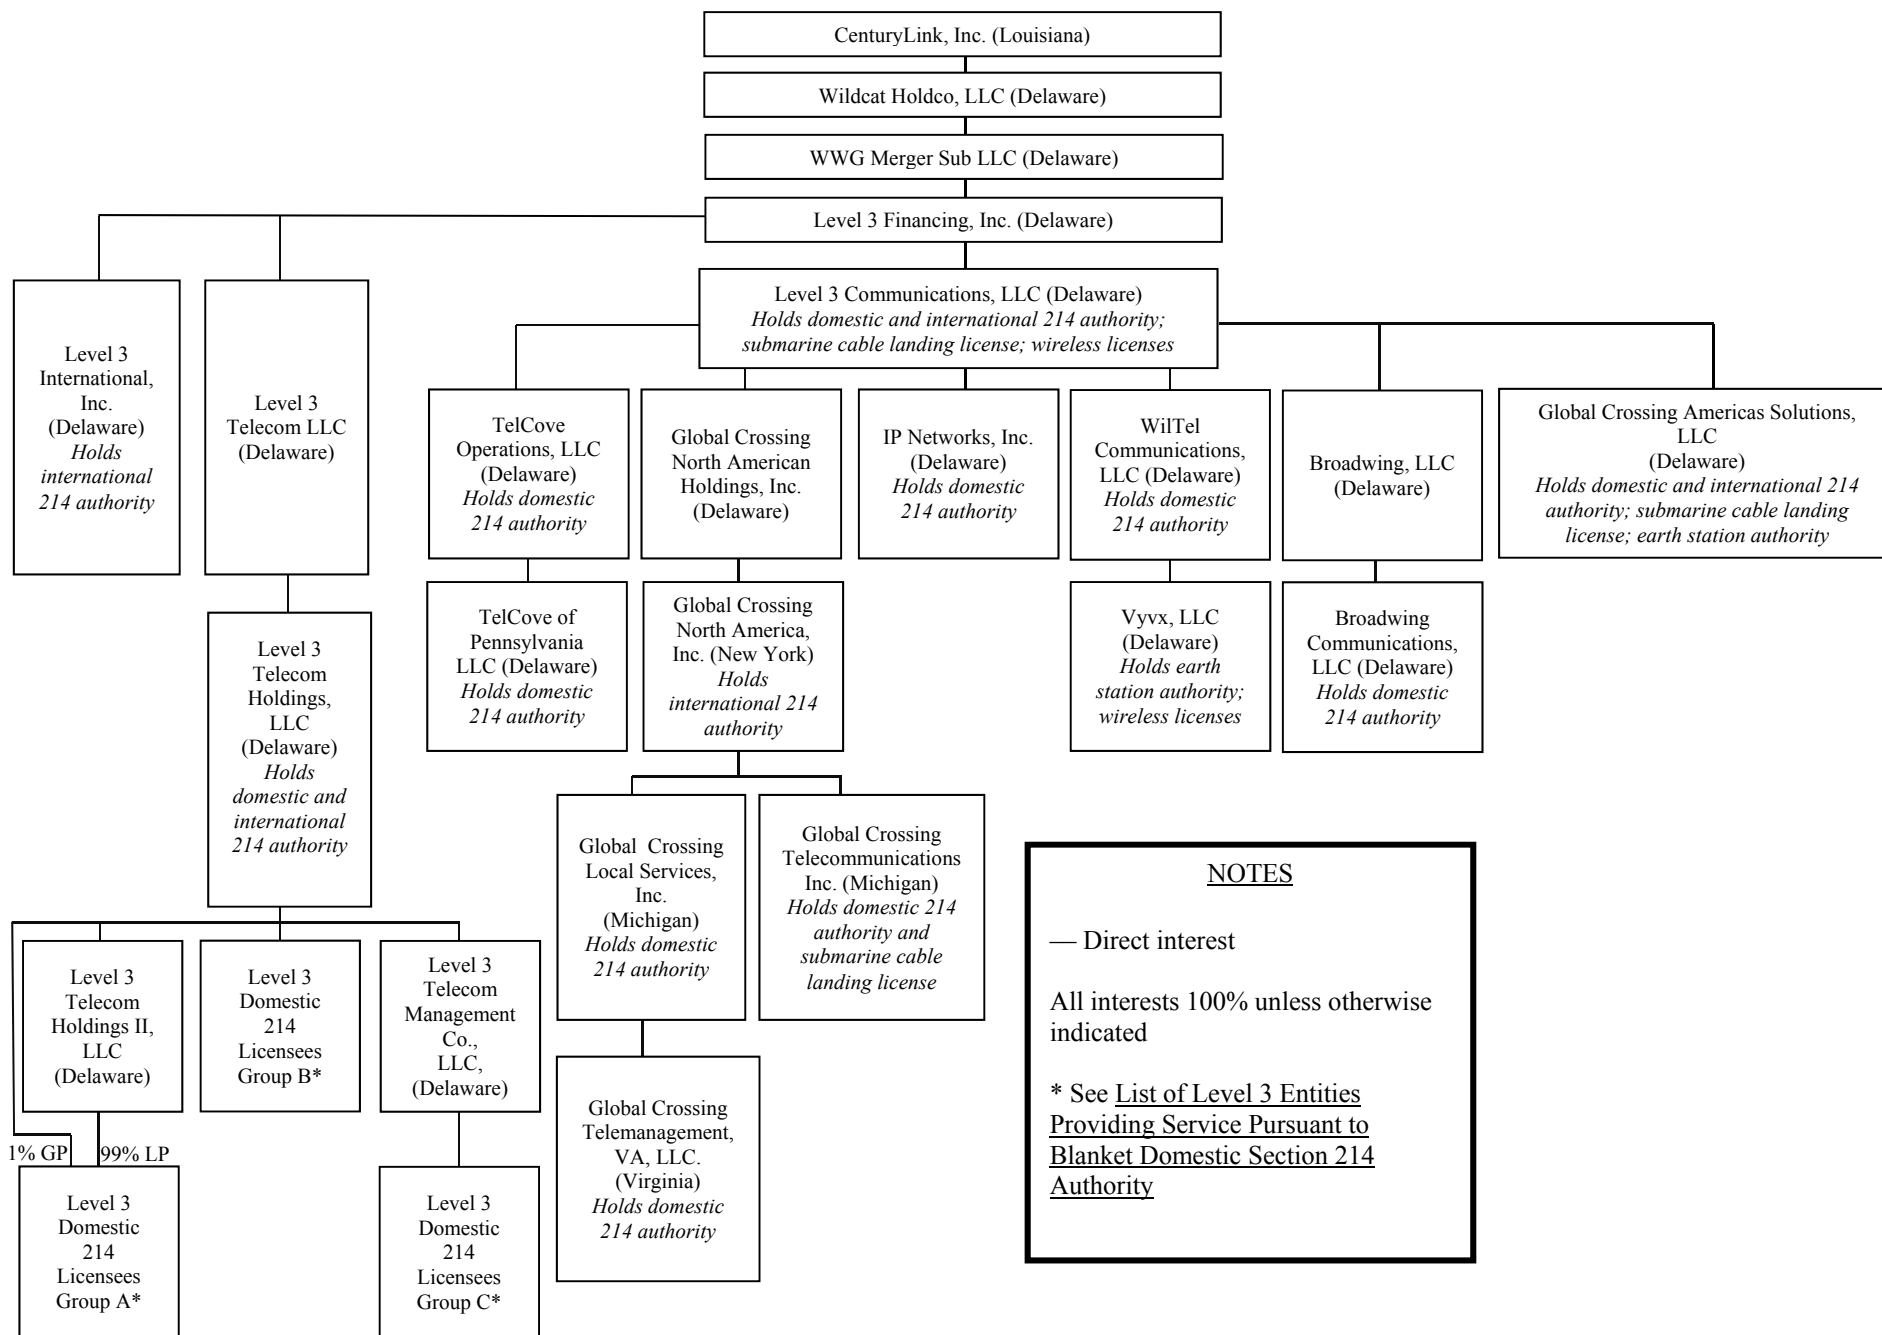 CenturyLink, Inc. (Louisiana)
Wildcat Holdco, LLC (Delaware)
WWG Merger Sub LLC (Delaware)
Level 3 Financing, Inc. (Delaware)
Level 3 Communications, LLC (Delaware)
Holds domestic and international 214 authority;
submarine cable landing license; wireless licenses
Level 3
International,
Inc.
(Delaware)
Holds
international
214 authority
Level 3
Telecom LLC
(Delaware)
TelCove
Operations, LLC
(Delaware)
Holds domestic
214 authority
Global Crossing
North American
Holdings, Inc.
(Delaware)
IP Networks, Inc.
(Delaware)
Holds domestic
214 authority
WilTel
Communications,
LLC (Delaware)
Holds domestic
214 authority
Broadwing, LLC
(Delaware)
Global Crossing Americas Solutions,
LLC
(Delaware)
Holds domestic and international 214
authority; submarine cable landing
license; earth station authority
Level 3
Telecom
Holdings,
LLC
(Delaware)
Holds
domestic and
international
214 authority
TelCove of
Pennsylvania
LLC (Delaware)
Holds domestic
214 authority
Global Crossing
North America,
Inc. (New York)
Holds
international 214
authority
Vyvx, LLC
(Delaware)
Holds earth
station authority;
wireless licenses
Broadwing
Communications,
LLC (Delaware)
Holds domestic
214 authority
Global Crossing
Local Services,
Inc.
(Michigan)
Holds domestic
214 authority
Global Crossing
Telecommunications
Inc. (Michigan)
Holds domestic 214
authority and
submarine cable
landing license
Level 3
Telecom
Holdings II,
LLC
(Delaware)
Level 3
Domestic
214
Licensees
Group B*
Level 3
Telecom
Management
Co.,
LLC,
(Delaware)
1% GP
99% LP
Level 3
Domestic
214
Licensees
Group A*
Level 3
Domestic
214
Licensees
Group C*
Global Crossing
Telemanagement,
VA, LLC.
(Virginia)
Holds domestic
214 authority
NOTES
— Direct interest
All interests 100% unless otherwise
indicated
* See List of Level 3 Entities
Providing Service Pursuant to
Blanket Domestic Section 214
Authority